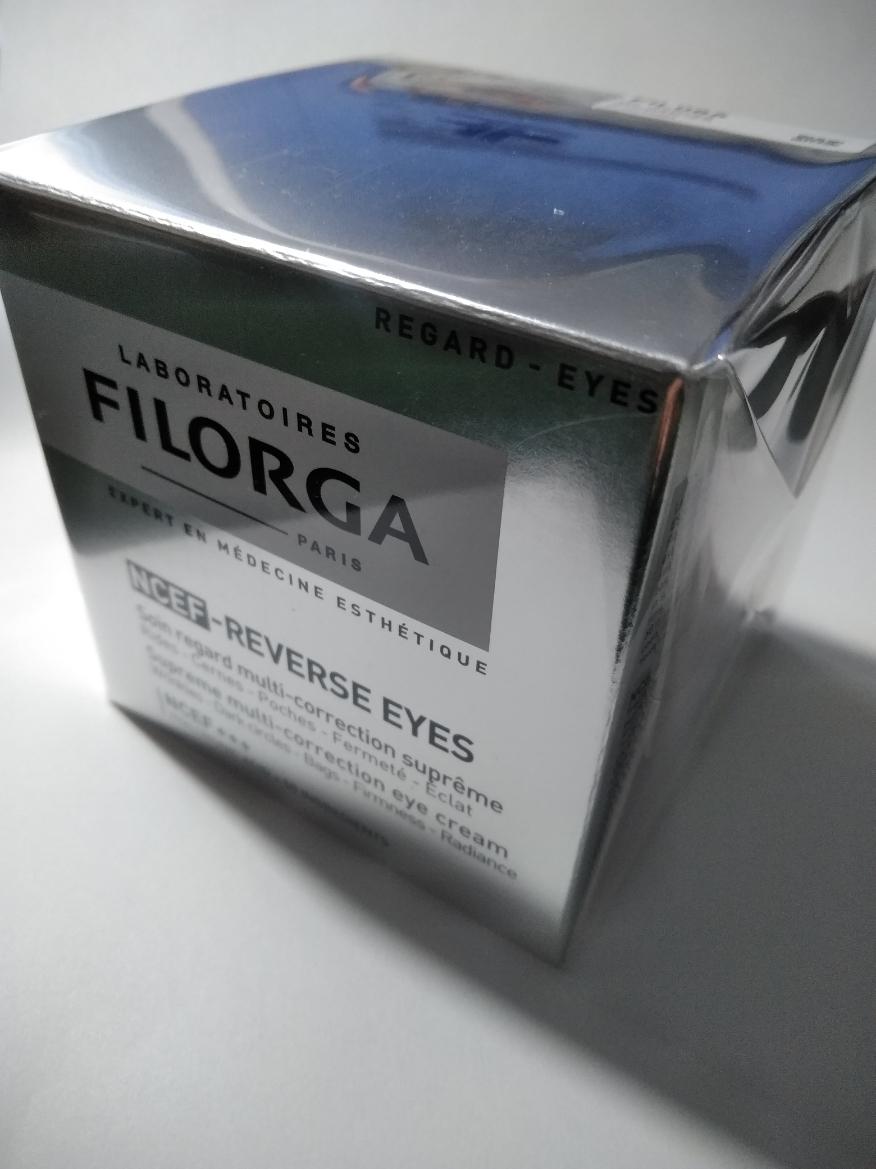 REGARD - EYES
LABORATOIRES
FILORGA
PARIS
EXPERT EN MÉDECINE ESTHÉTIQUE
NCEF-REVERSE EYES
Soin regard multi-correction suprême
Rides - Cernes - Poches - Fermeté - Éclat
Supreme multi-correction eye cream
Wrinkles - Dark circles - Bags - Firmness - Radiance
NCEF